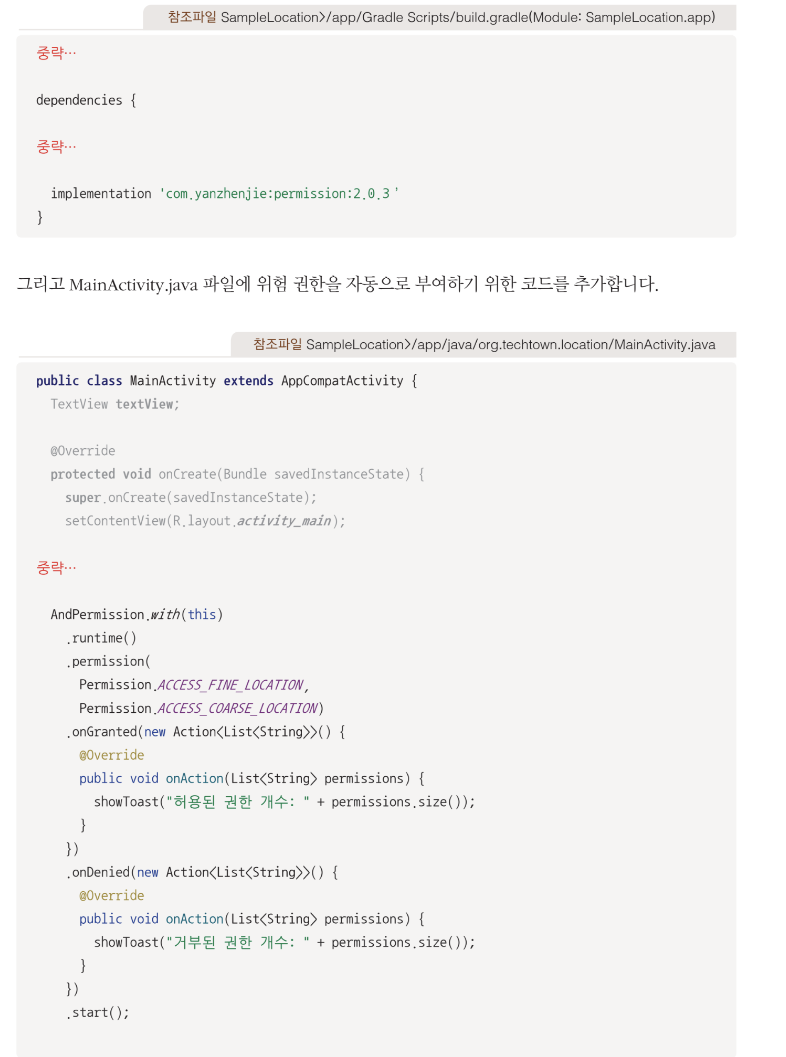 참조파일 SampleLocation>/app/Gradle Scripts/build.gradle(Module: SampleLocation.app)
중략…
dependencies {
중략…
implementation 'com.yanzhenjie:permission:2.0.3'
}
그리고 MainActivity.java 파일에 위험 권한을 자동으로 부여하기 위한 코드를 추가합니다.
참조파일 SampleLocation>/app/java/org.techtown.location/MainActivity.java
public class MainActivity extends AppCompatActivity {
TextView textView;
@Override
protected void onCreate(Bundle savedInstanceState) {
super.onCreate(savedInstanceState);
setContentView(R.layout.activity_main);
중략…
AndPermission.with(this)
.runtime()
.permission(
Permission.ACCESS_FINE_LOCATION,
Permission.ACCESS_COARSE_LOCATION)
.onGranted(new Action<List<String>>() {
@Override
public void onAction(List<String> permissions) {
showToast("허용된 권한 개수: " + permissions.size());
}
})
.onDenied(new Action<List<String>>() {
@Override
public void onAction(List<String> permissions) {
showToast("거부된 권한 개수: " + permissions.size());
}
})
.start();